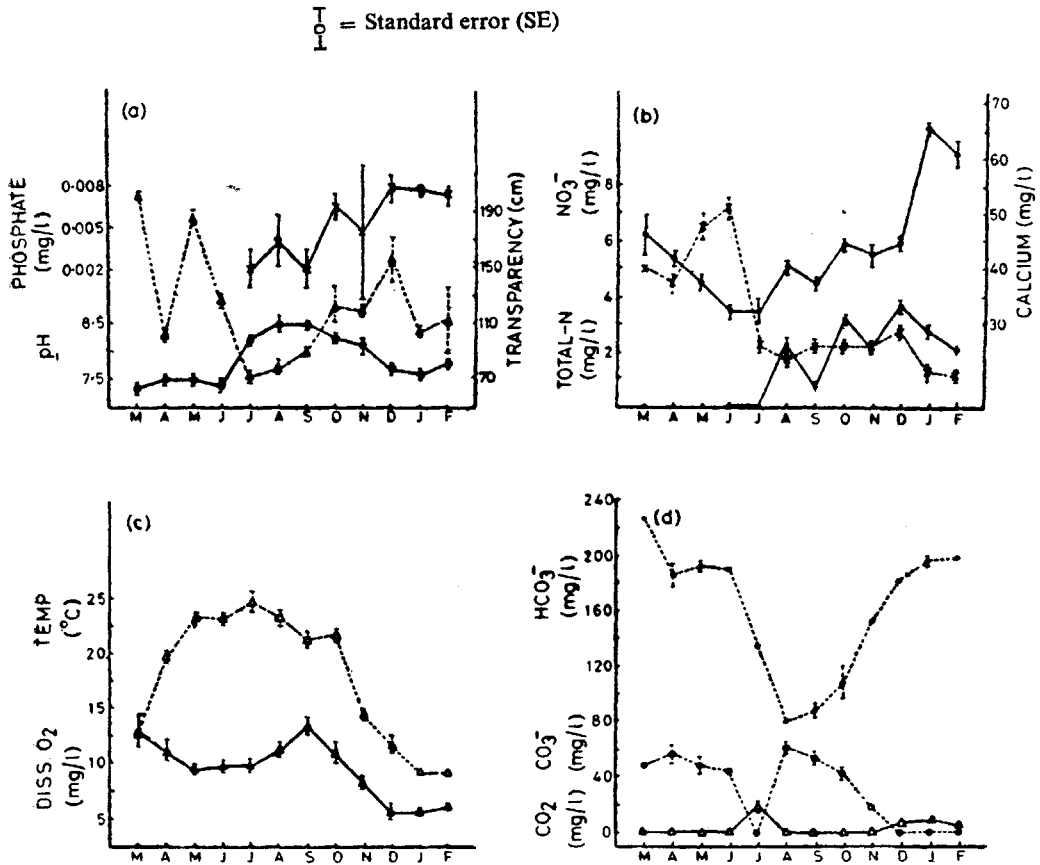 = Standard error (SE)
(a)
PHOSPHATE
(mg/l)
0·008
0·005
0·002
pH
8·5
7·5
TRANSPARENCY (cm)
190
150
110
70
M A M J J A S O N D J F
(b)
NO3-
(mg/l)
TOTAL-N
(mg/l)
8
6
4
2
CALCIUM (mg/l)
70
60
50
40
30
M A M J J A S O N D J F
(c)
TEMP
(°C)
DISS. O2
(mg/l)
25
20
15
10
5
M A M J J A S O N D J F
(d)
HCO3-
(mg/l)
CO3-
(mg/l)
CO2
(mg/l)
240
200
160
120
80
40
0
M A M J J A S O N D J F